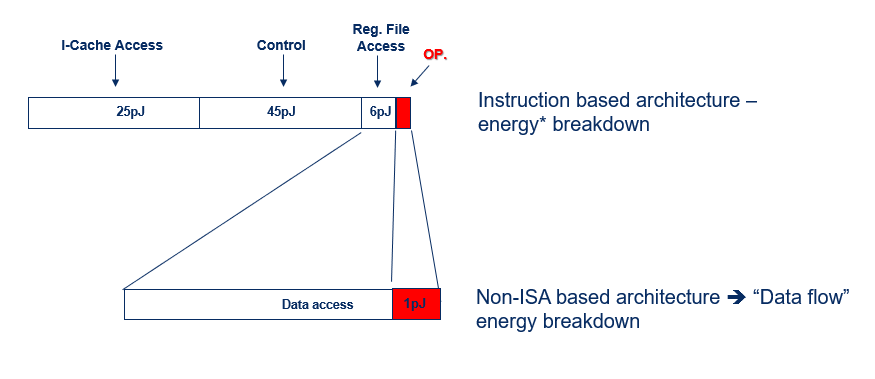 Reg. File
I-Cache Access
Control
Access
OP.
25pJ
45pJ
6pJ
Instruction based architecture –
energy* breakdown
Data access
1pJ
Non-ISA based architecture ➔ “Data flow”
energy breakdown